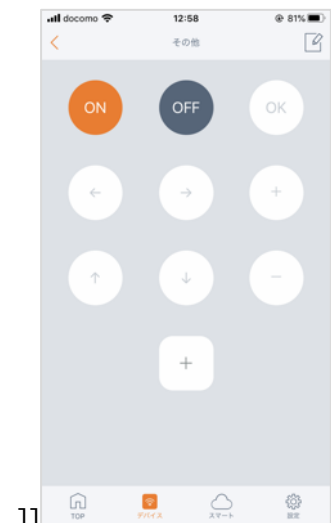 docomo 12:58 81%
その他
ON OFF OK
← → +
↑ ↓ −
+
TOP デバイス スマート 設定
11